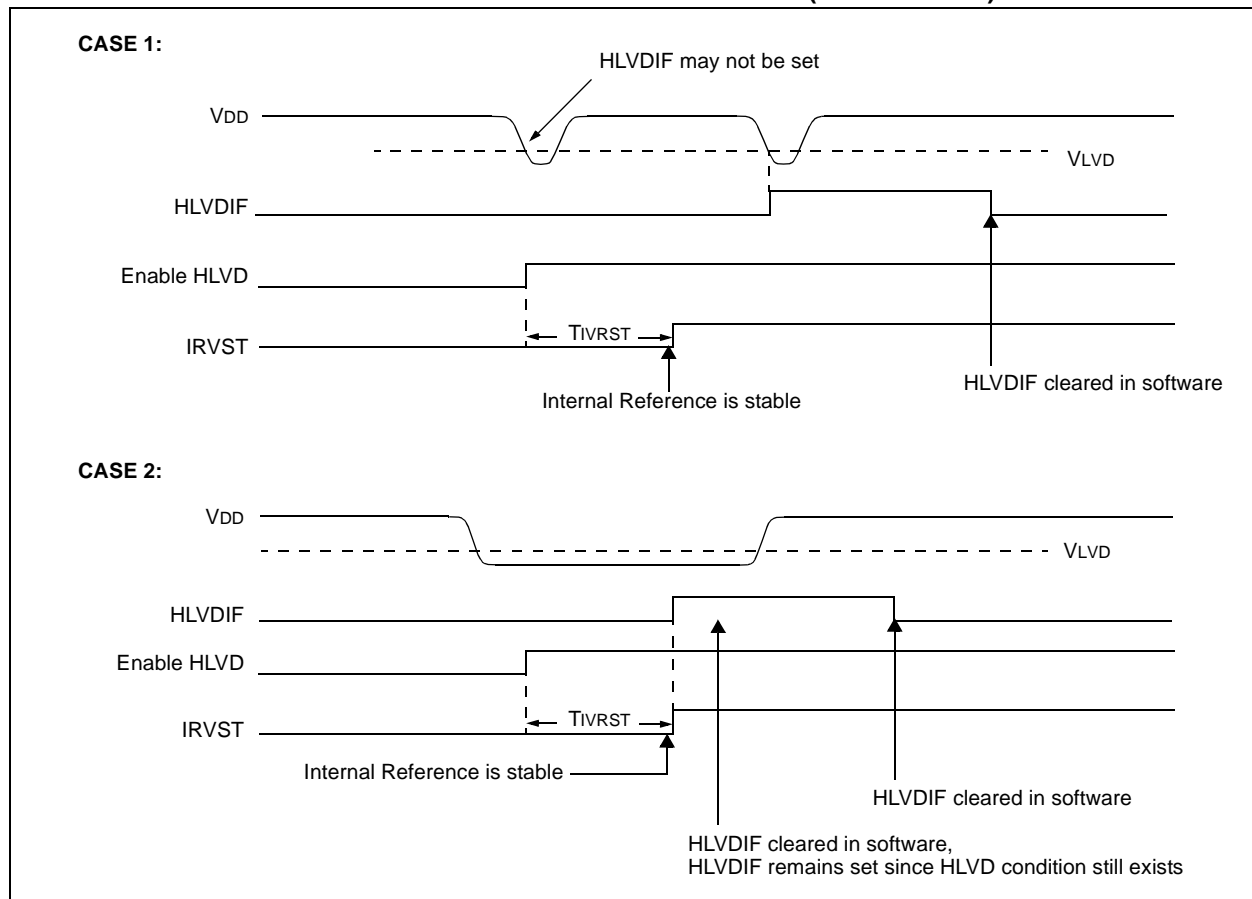 CASE 1:
HLVDIF may not be set
VDD
VLVD
HLVDIF
Enable HLVD
TIVRST
IRVST
HLVDIF cleared in software
Internal Reference is stable
CASE 2:
VDD
VLVD
HLVDIF
Enable HLVD
TIVRST
IRVST
Internal Reference is stable
HLVDIF cleared in software
HLVDIF cleared in software,
HLVDIF remains set since HLVD condition still exists